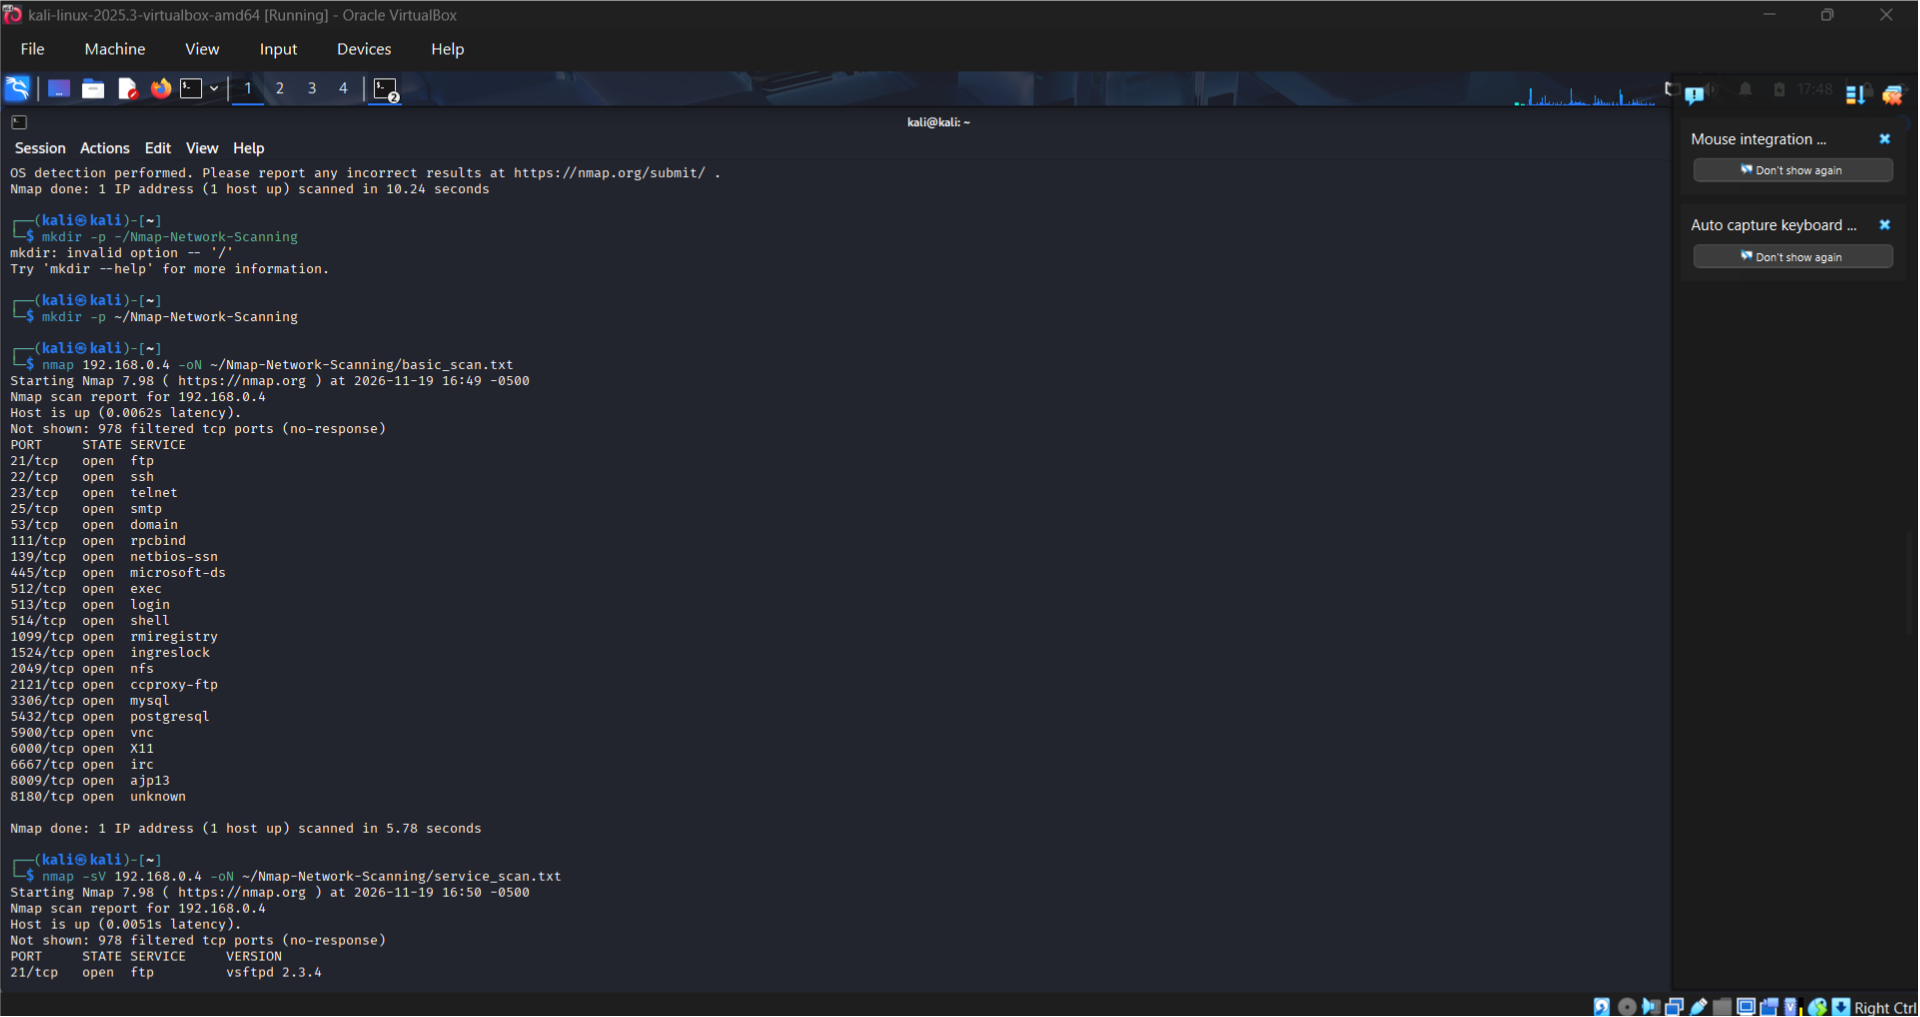 kali-linux-2025.3-virtualbox-amd64 [Running] - Oracle VirtualBox
File Machine View Input Devices Help
1 2 3 4 2
17:48
kali@kali: ~
Session Actions Edit View Help
OS detection performed. Please report any incorrect results at https://nmap.org/submit/ .
Nmap done: 1 IP address (1 host up) scanned in 10.24 seconds
┌──(kali㉿kali)-[~]
└─$ mkdir -p -/Nmap-Network-Scanning
mkdir: invalid option -- '/'
Try 'mkdir --help' for more information.
┌──(kali㉿kali)-[~]
└─$ mkdir -p ~/Nmap-Network-Scanning
┌──(kali㉿kali)-[~]
└─$ nmap 192.168.0.4 -oN ~/Nmap-Network-Scanning/basic_scan.txt
Starting Nmap 7.98 ( https://nmap.org ) at 2026-11-19 16:49 -0500
Nmap scan report for 192.168.0.4
Host is up (0.0062s latency).
Not shown: 978 filtered tcp ports (no-response)
PORT     STATE SERVICE
21/tcp   open  ftp
22/tcp   open  ssh
23/tcp   open  telnet
25/tcp   open  smtp
53/tcp   open  domain
111/tcp  open  rpcbind
139/tcp  open  netbios-ssn
445/tcp  open  microsoft-ds
512/tcp  open  exec
513/tcp  open  login
514/tcp  open  shell
1099/tcp open  rmiregistry
1524/tcp open  ingreslock
2049/tcp open  nfs
2121/tcp open  ccproxy-ftp
3306/tcp open  mysql
5432/tcp open  postgresql
5900/tcp open  vnc
6000/tcp open  X11
6667/tcp open  irc
8009/tcp open  ajp13
8180/tcp open  unknown
Nmap done: 1 IP address (1 host up) scanned in 5.78 seconds
┌──(kali㉿kali)-[~]
└─$ nmap -sV 192.168.0.4 -oN ~/Nmap-Network-Scanning/service_scan.txt
Starting Nmap 7.98 ( https://nmap.org ) at 2026-11-19 16:50 -0500
Nmap scan report for 192.168.0.4
Host is up (0.0051s latency).
Not shown: 978 filtered tcp ports (no-response)
PORT     STATE SERVICE     VERSION
21/tcp   open  ftp         vsftpd 2.3.4
Mouse integration ...
Don't show again
Auto capture keyboard ...
Don't show again
Right Ctrl